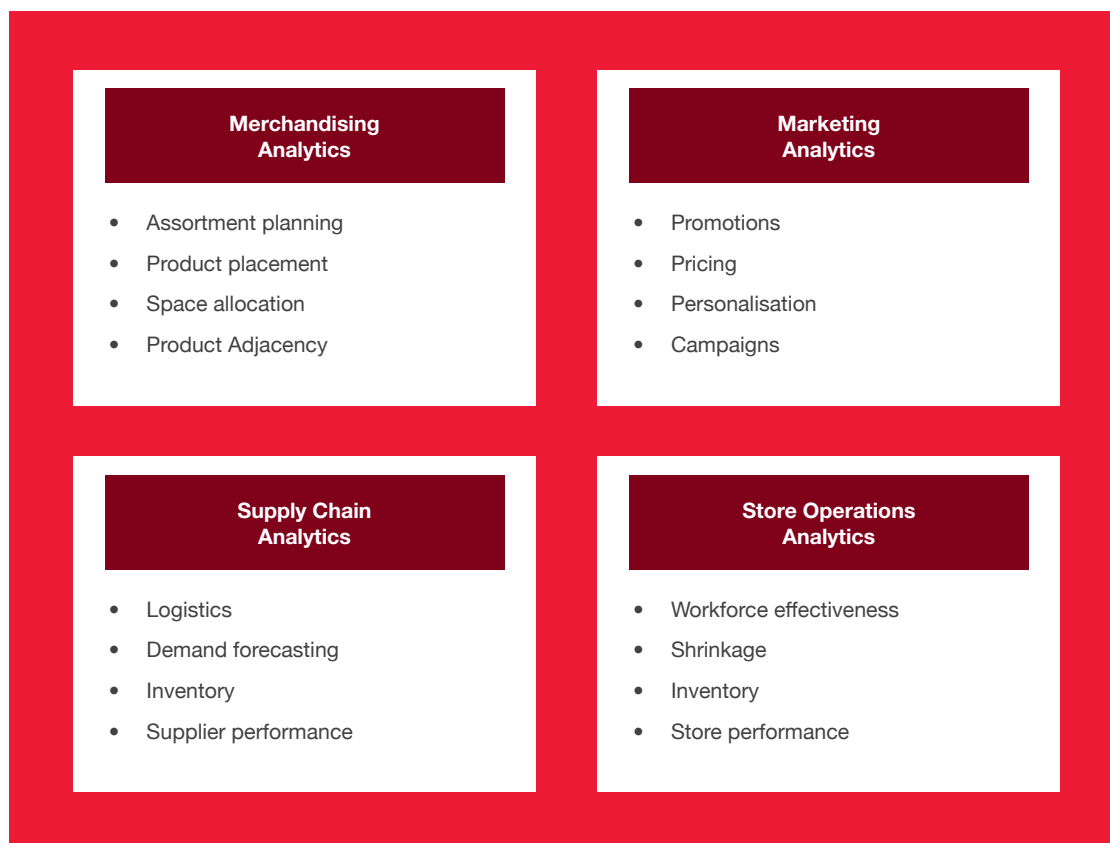 Merchandising
Analytics
• Assortment planning
• Product placement
• Space allocation
• Product Adjacency
Marketing
Analytics
• Promotions
• Pricing
• Personalisation
• Campaigns
Supply Chain
Analytics
• Logistics
• Demand forecasting
• Inventory
• Supplier performance
Store Operations
Analytics
• Workforce effectiveness
• Shrinkage
• Inventory
• Store performance